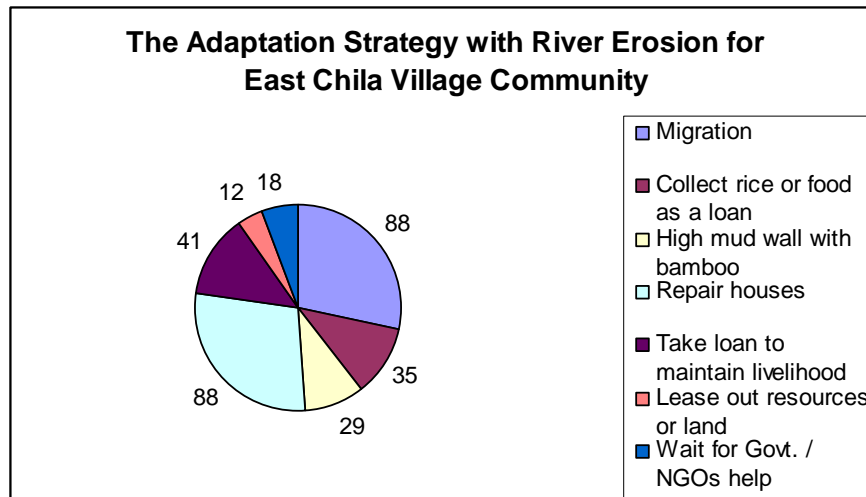 The Adaptation Strategy with River Erosion for
East Chila Village Community
88
35
29
88
41
12
18
Migration
Collect rice or food
as a loan
High mud wall with
bamboo
Repair houses
Take loan to
maintain livelihood
Lease out resources
or land
Wait for Govt. /
NGOs help